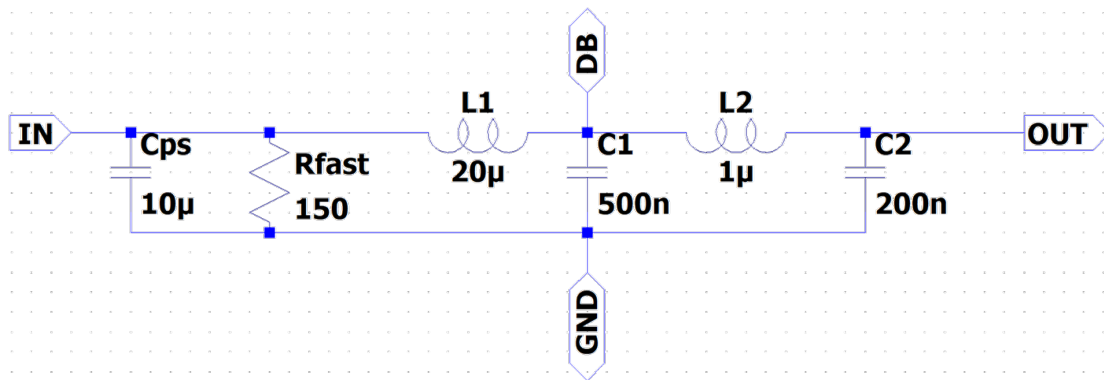 DB
L1
L2
IN
Cps
C1
C2
OUT
Rfast
20µ
1µ
10µ
150
500n
200n
GND